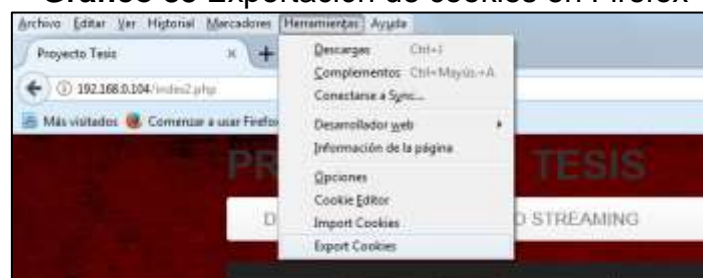 Exportación de cookies en Firefox
Archivo Editar Ver Historial Marcadores Herramientas Ayuda
Proyecto Tesis × +
192.168.0.104/index2.php
Más visitados Comenzar a usar Firefox
Descargas Ctrl+J
Complementos Ctrl+Mayús.+A
Conectarse a Sync...
Desarrollador web
Información de la página
Opciones
Cookie Editor
Import Cookies
Export Cookies
PR TESIS
D O STREAMING